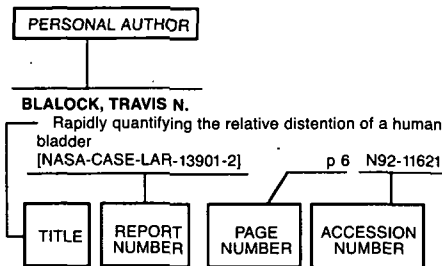 PERSONAL AUTHOR
BLALOCK, TRAVIS N.
Rapidly quantifying the relative distention of a human
bladder
[NASA-CASE-LAR-13901-2] p 6 N92-11621
TITLE
REPORT
NUMBER
PAGE
NUMBER
ACCESSION
NUMBER